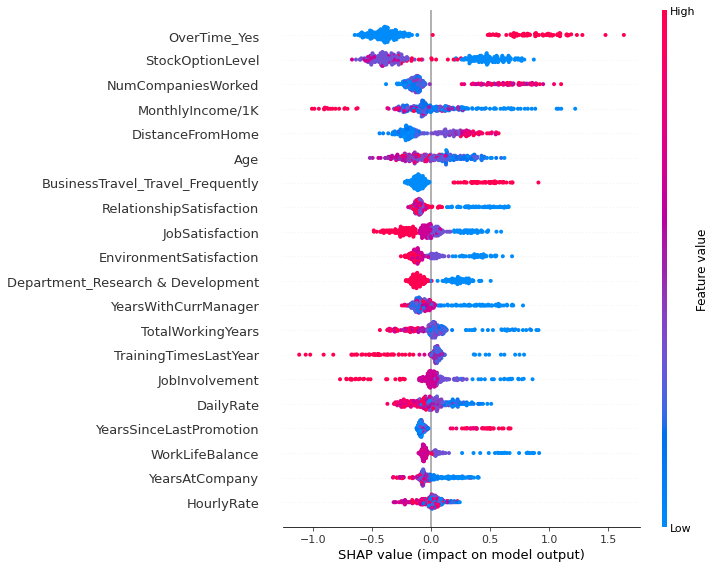 High
OverTime_Yes
StockOptionLevel
NumCompaniesWorked
MonthlyIncome/1K
DistanceFromHome
Age
BusinessTravel_Travel_Frequently
RelationshipSatisfaction
JobSatisfaction
EnvironmentSatisfaction
Department_Research & Development
YearsWithCurrManager
TotalWorkingYears
TrainingTimesLastYear
JobInvolvement
DailyRate
YearsSinceLastPromotion
WorkLifeBalance
YearsAtCompany
HourlyRate
Low
Feature value
−1.0 −0.5 0.0 0.5 1.0 1.5
SHAP value (impact on model output)